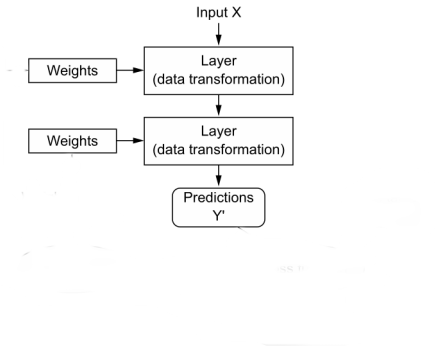 Input X
Layer
(data transformation)
Weights
Layer
(data transformation)
Weights
Predictions
Y'